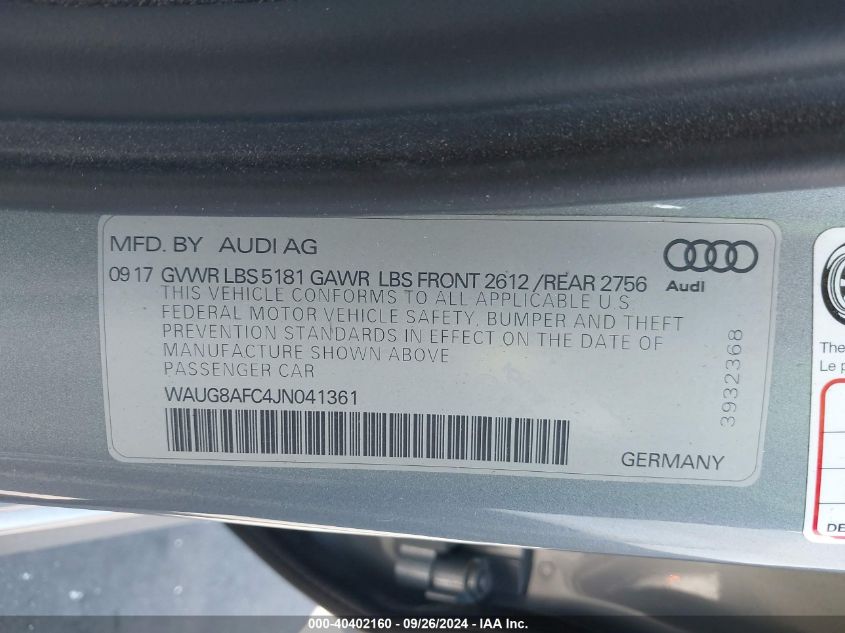 MFD. BY AUDI AG
09 17 GVWR LBS 5181 GAWR LBS FRONT 2612 /REAR 2756
Audi
THIS VEHICLE CONFORMS TO ALL APPLICABLE U.S.
FEDERAL MOTOR VEHICLE SAFETY, BUMPER AND THEFT
PREVENTION STANDARDS IN EFFECT ON THE DATE OF
MANUFACTURE SHOWN ABOVE
PASSENGER CAR
WAUG8AFC4JN041361
GERMANY
3932368
The
Le p
DE
000-40402160 - 09/26/2024 - IAA Inc.